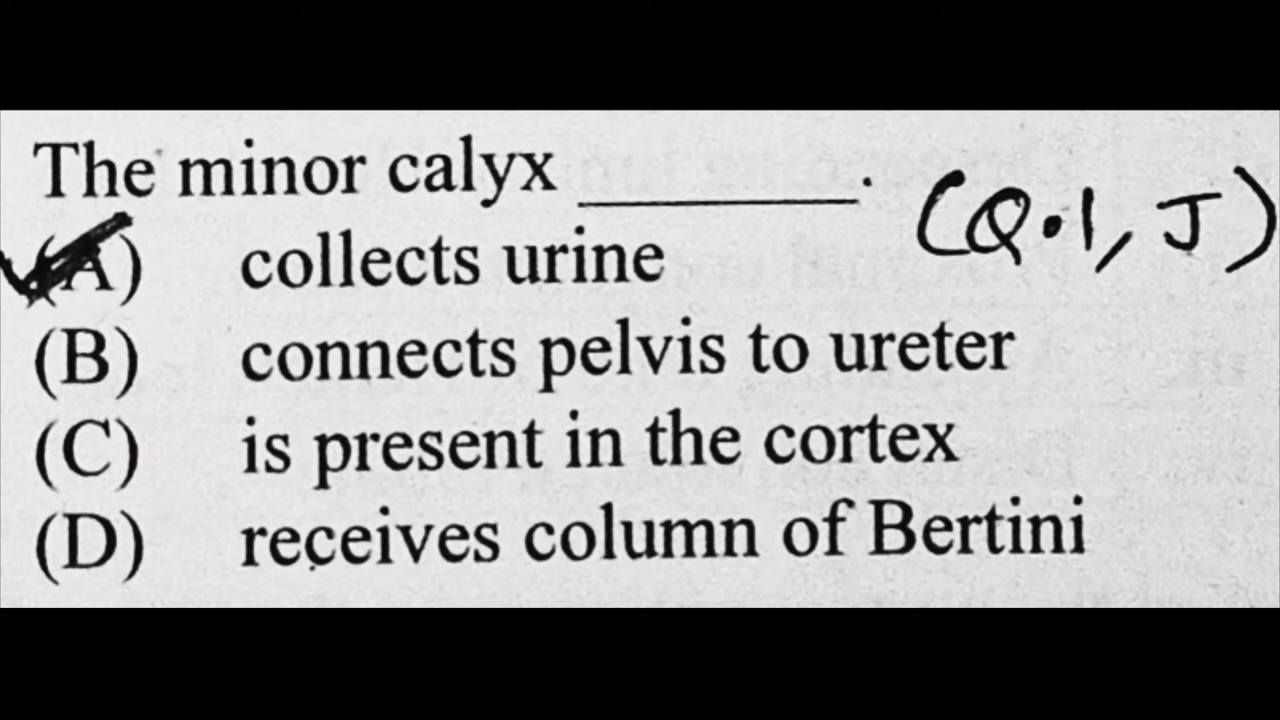 The minor calyx __________. (Q.1, J)
(A) collects urine
(B) connects pelvis to ureter
(C) is present in the cortex
(D) receives column of Bertini